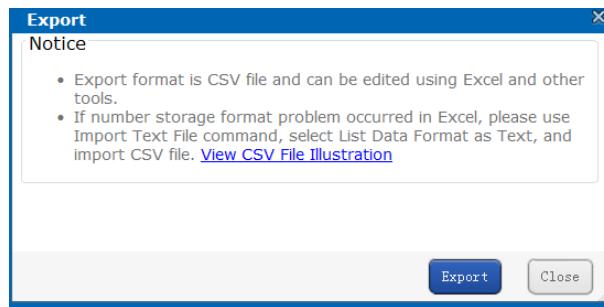 Export
Notice
• Export format is CSV file and can be edited using Excel and other
tools.
• If number storage format problem occurred in Excel, please use
Import Text File command, select List Data Format as Text, and
import CSV file. View CSV File Illustration
Export Close